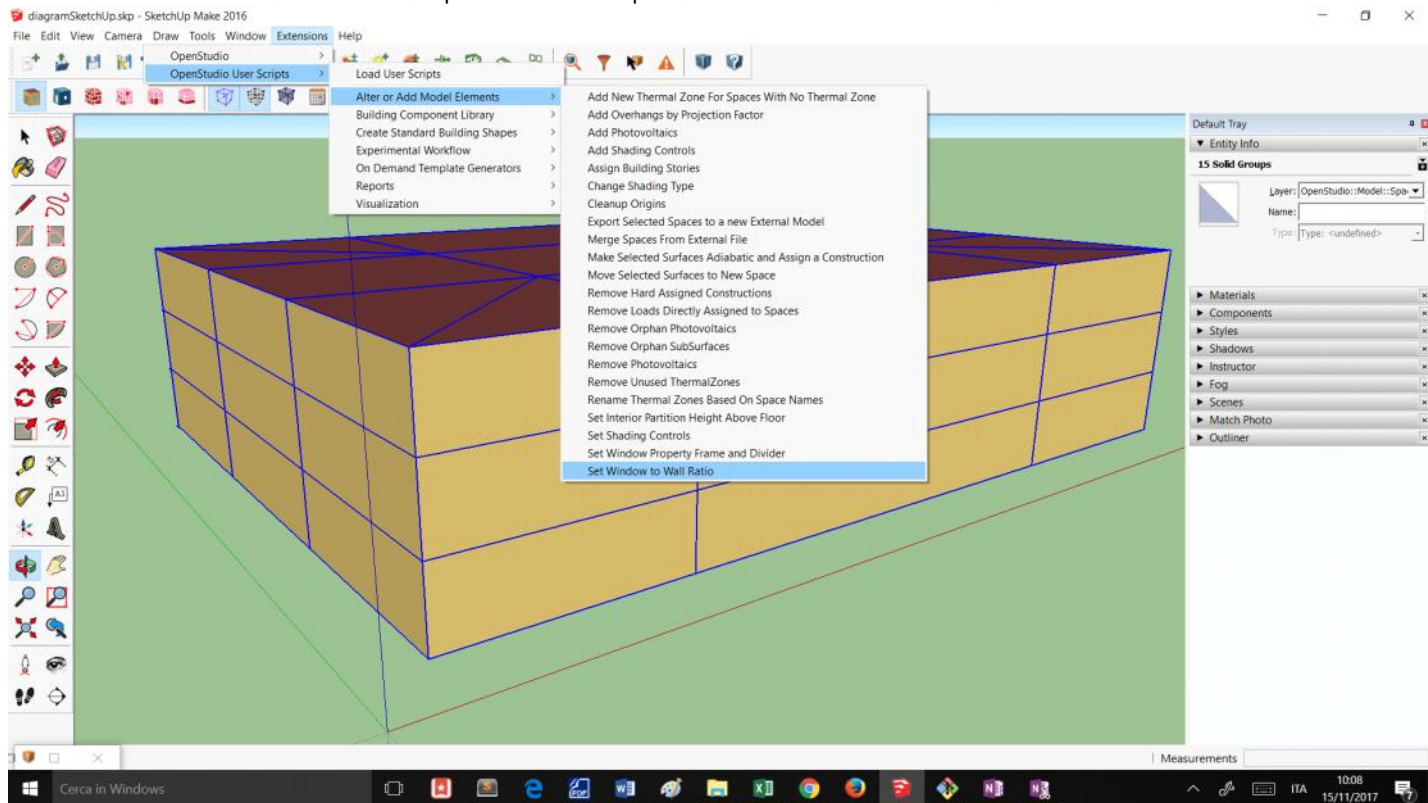 diagramSketchUp.skp - SketchUp Make 2016
File Edit View Camera Draw Tools Window Extensions Help
OpenStudio
OpenStudio User Scripts
Load User Scripts
Alter or Add Model Elements
Building Component Library
Create Standard Building Shapes
Experimental Workflow
On Demand Template Generators
Reports
Visualization
Add New Thermal Zone For Spaces With No Thermal Zone
Add Overhangs by Projection Factor
Add Photovoltaics
Add Shading Controls
Assign Building Stories
Change Shading Type
Cleanup Origins
Export Selected Spaces to a new External Model
Merge Spaces From External File
Make Selected Surfaces Adiabatic and Assign a Construction
Move Selected Surfaces to New Space
Remove Hard Assigned Constructions
Remove Loads Directly Assigned to Spaces
Remove Orphan Photovoltaics
Remove Orphan SubSurfaces
Remove Photovoltaics
Remove Unused ThermalZones
Rename Thermal Zones Based On Space Names
Set Interior Partition Height Above Floor
Set Shading Controls
Set Window Property Frame and Divider
Set Window to Wall Ratio
Default Tray
Entity Info
15 Solid Groups
Layer: OpenStudio::Model::Spa
Name:
Type: Type: <undefined>
Materials
Components
Styles
Shadows
Instructor
Fog
Scenes
Match Photo
Outliner
Measurements
Cerca in Windows
ITA
10:08
15/11/2017